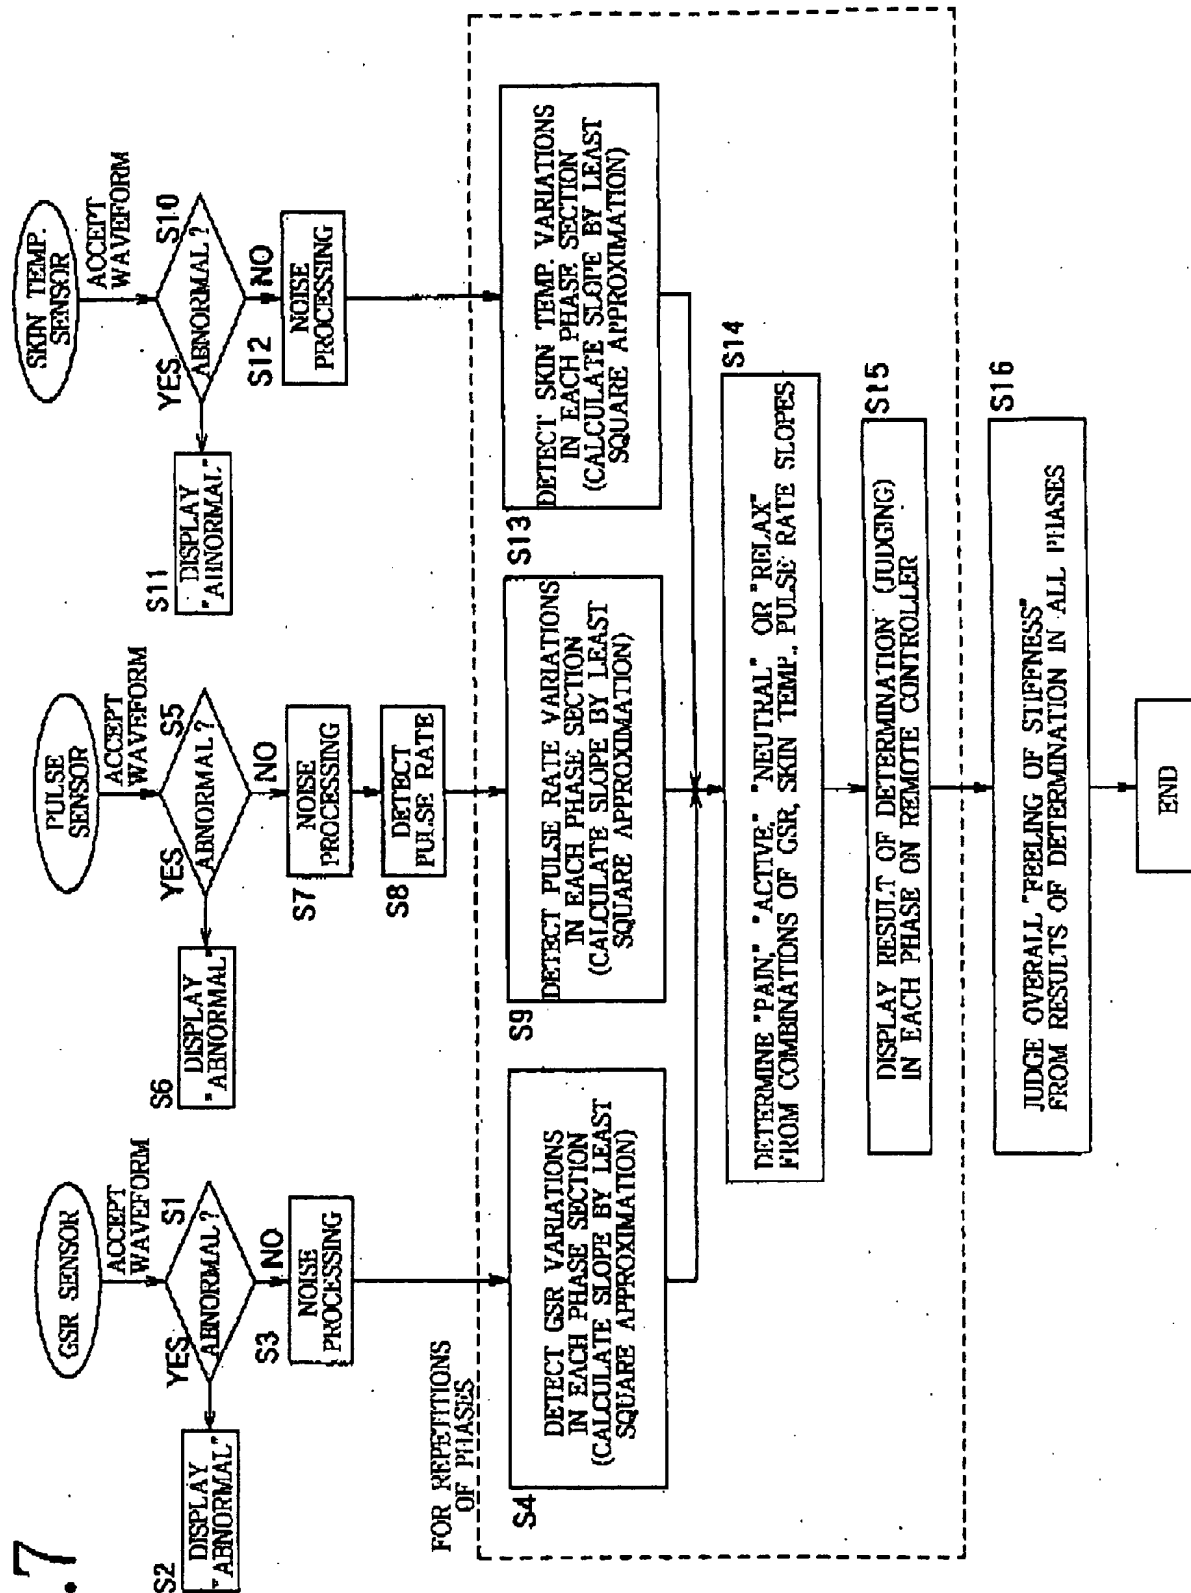 .7
GSR SENSOR
ACCEPT
WAVEFORM
S1
ABNORMAL?
YES
NO
S2
DISPLAY
"ABNORMAL"
S3
NOISE
PROCESSING
PULSE
SENSOR
ACCEPT
WAVEFORM
S5
ABNORMAL?
YES
NO
S6
DISPLAY
"ABNORMAL"
S7
NOISE
PROCESSING
S8
DETECT
PULSE RATE
SKIN TEMP.
SENSOR
ACCEPT
WAVEFORM
S10
ABNORMAL?
YES
NO
S11
DISPLAY
"ABNORMAL"
S12
NOISE
PROCESSING
FOR REPETITIONS
OF PHASES
S4
DETECT GSR VARIATIONS
IN EACH PHASE SECTION
(CALCULATE SLOPE BY LEAST
SQUARE APPROXIMATION)
S9
DETECT PULSE RATE VARIATIONS
IN EACH PHASE SECTION
(CALCULATE SLOPE BY LEAST
SQUARE APPROXIMATION)
S13
DETECT SKIN TEMP. VARIATIONS
IN EACH PHASE SECTION
(CALCULATE SLOPE BY LEAST
SQUARE APPROXIMATION)
S14
DETERMINE "PAIN," "ACTIVE," "NEUTRAL" OR "RELAX"
FROM COMBINATIONS OF GSR, SKIN TEMP., PULSE RATE SLOPES
S15
DISPLAY RESULT OF DETERMINATION (JUDGING)
IN EACH PHASE ON REMOTE CONTROLLER
S16
JUDGE OVERALL "FEELING OF STIFFNESS"
FROM RESULTS OF DETERMINATION IN ALL PHASES
END